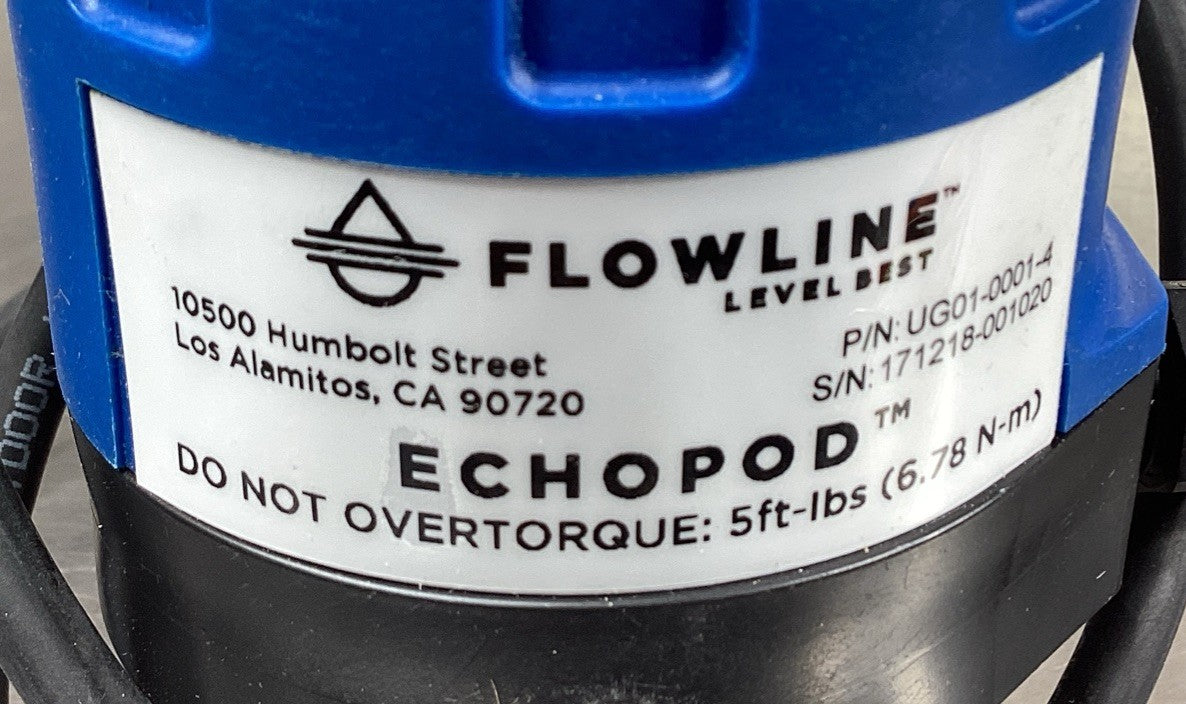 FLOWLINE™
LEVEL BEST
10500 Humbolt Street
Los Alamitos, CA 90720
P/N: UG01-0001-4
S/N: 171218-001020
ECHOPOD™
DO NOT OVERTORQUE: 5ft-lbs (6.78 N-m)